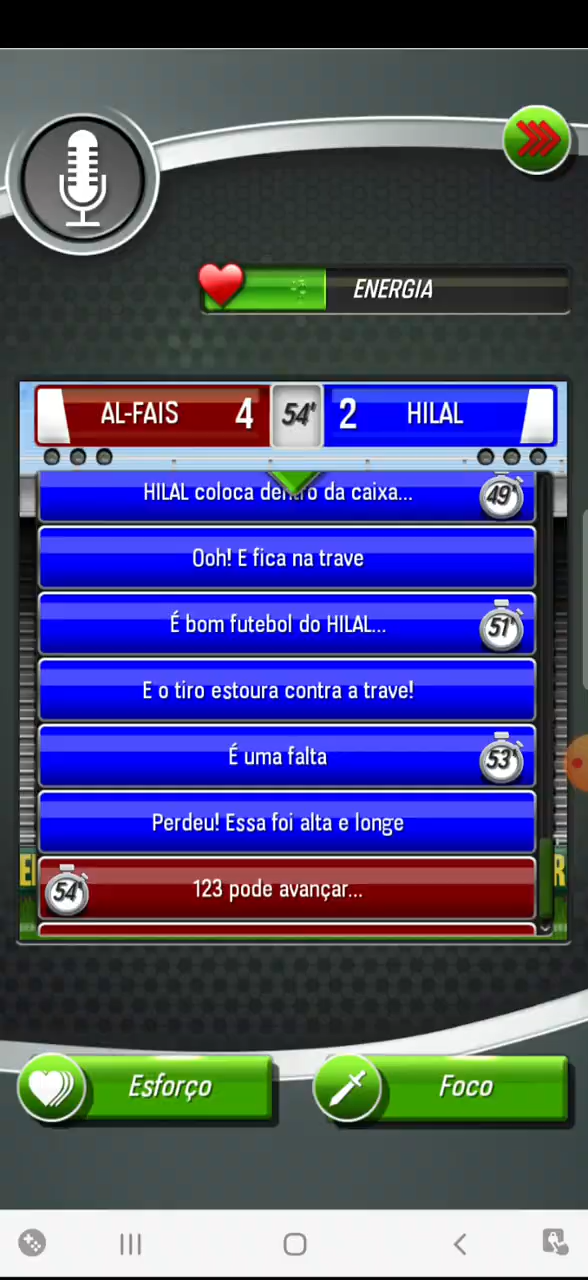 ENERGIA
AL-FAIS 4 54' 2 HILAL
HILAL coloca dentro da caixa... 49'
Ooh! E fica na trave
É bom futebol do HILAL... 51'
E o tiro estoura contra a trave!
É uma falta 53'
Perdeu! Essa foi alta e longe
54' 123 pode avançar...
Esforço
Foco